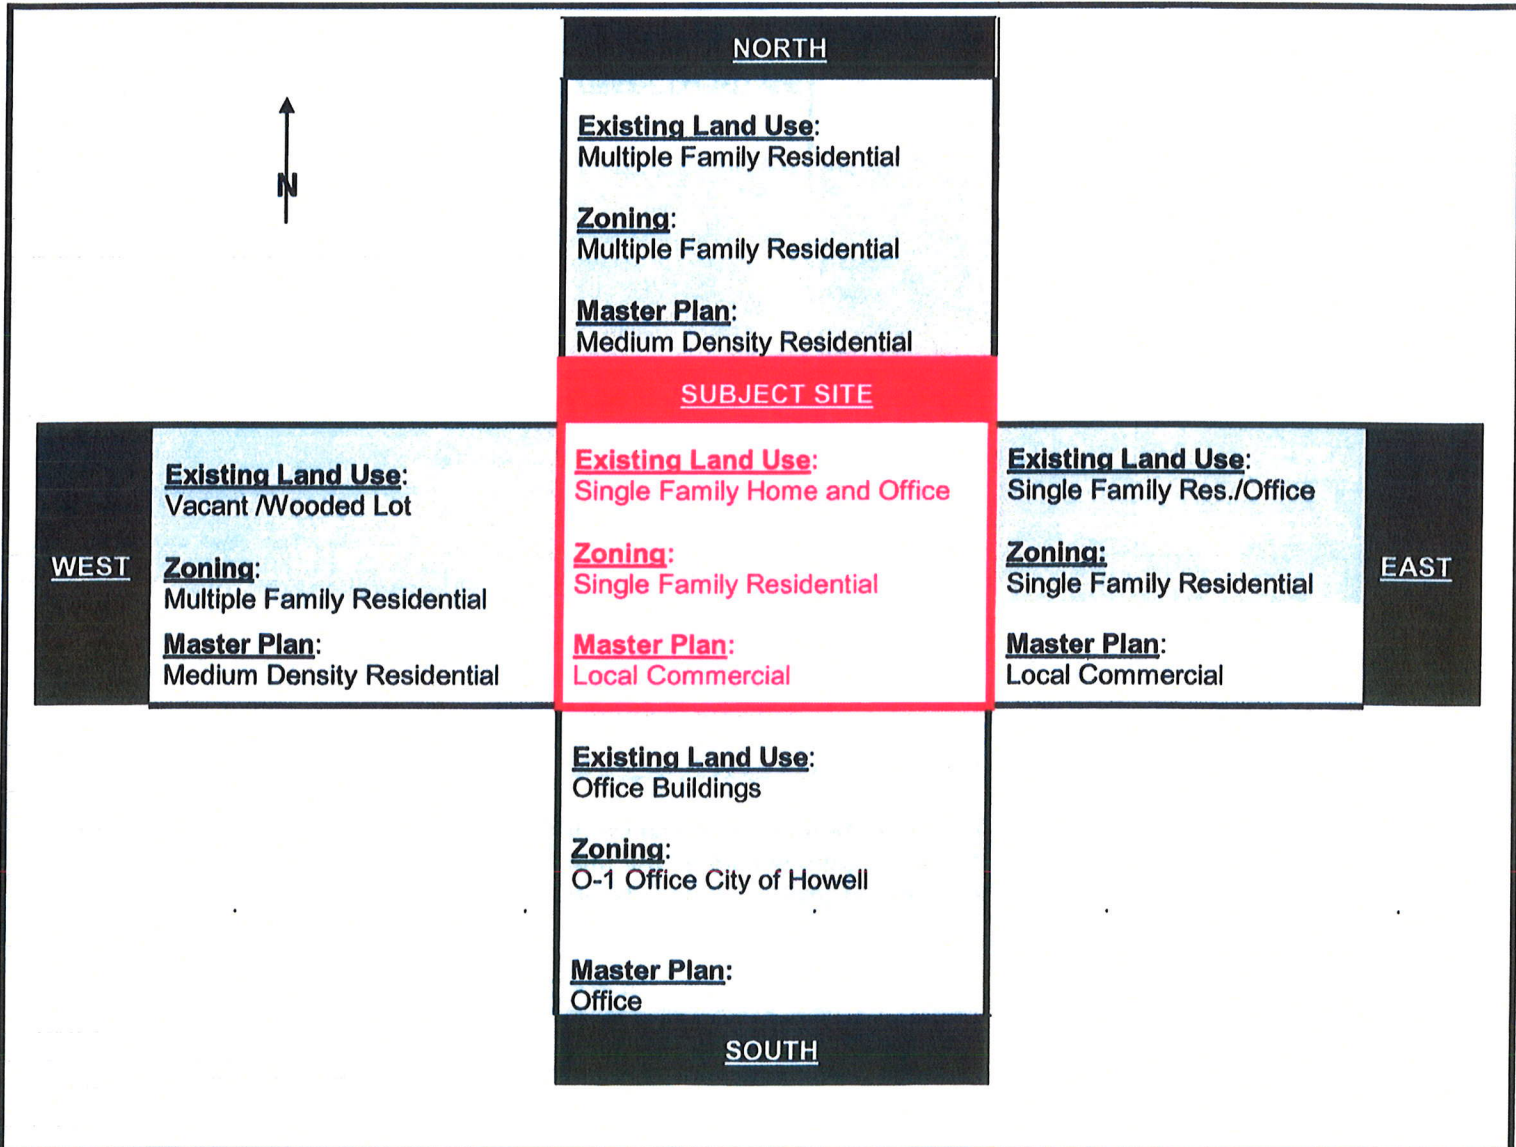 NORTH
N
Existing Land Use:
Multiple Family Residential
Zoning:
Multiple Family Residential
Master Plan:
Medium Density Residential
WEST
Existing Land Use:
Vacant /Wooded Lot
Zoning:
Multiple Family Residential
Master Plan:
Medium Density Residential
SUBJECT SITE
Existing Land Use:
Single Family Home and Office
Zoning:
Single Family Residential
Master Plan:
Local Commercial
Existing Land Use:
Single Family Res./Office
Zoning:
Single Family Residential
Master Plan:
Local Commercial
EAST
Existing Land Use:
Office Buildings
Zoning:
O-1 Office City of Howell
Master Plan:
Office
SOUTH